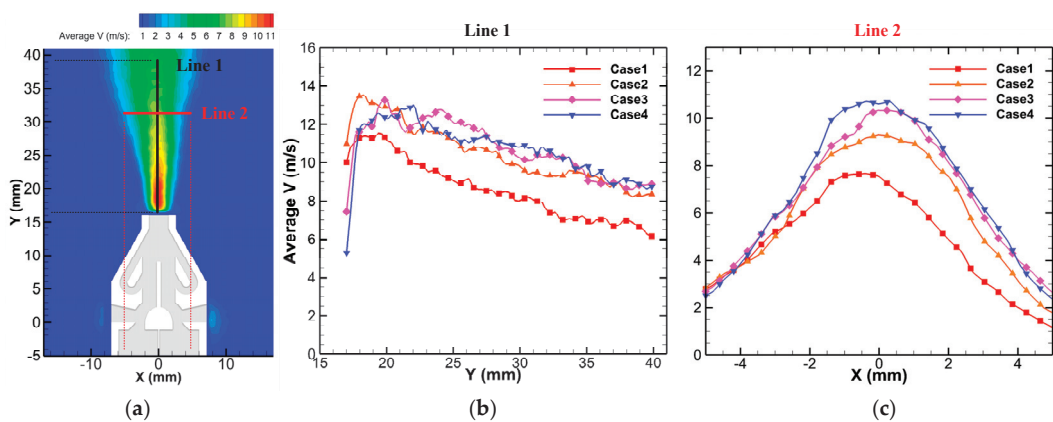 Average V (m/s): 1 2 3 4 5 6 7 8 9 10 11
Line 1
Line 2
Y (mm)
40
35
30
25
20
15
10
5
0
-5
-10 0 10
X (mm)
(a)
Line 1
Case1
Case2
Case3
Case4
Average V (m/s)
16
14
12
10
8
6
4
2
0
15 20 25 30 35 40
Y (mm)
(b)
Line 2
Case1
Case2
Case3
Case4
12
10
8
6
4
2
0
-5 -2 0 2 5
X (mm)
(c)